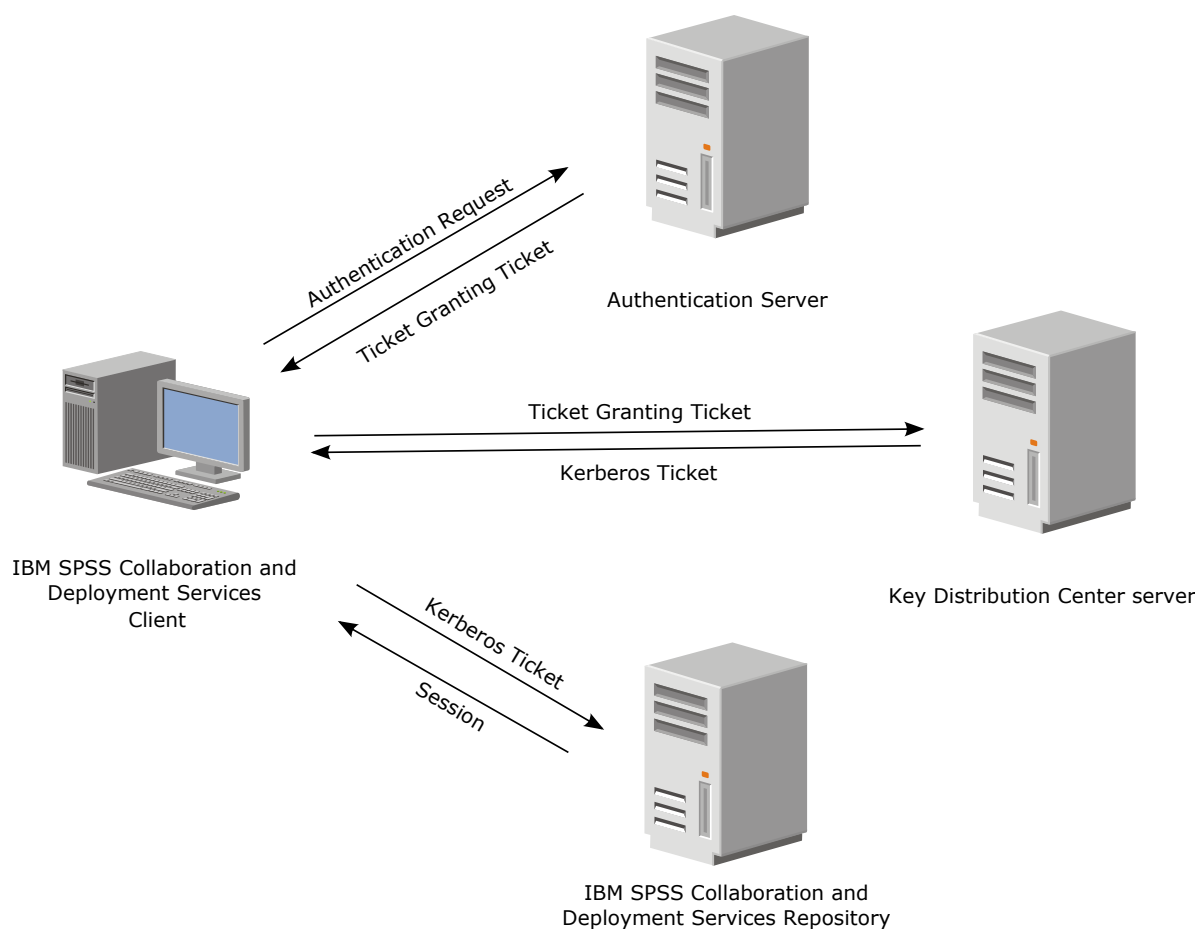 Authentication Request
Ticket Granting Ticket
Authentication Server
Ticket Granting Ticket
Kerberos Ticket
IBM SPSS Collaboration and
Deployment Services
Client
Key Distribution Center server
Kerberos Ticket
Session
IBM SPSS Collaboration and
Deployment Services Repository